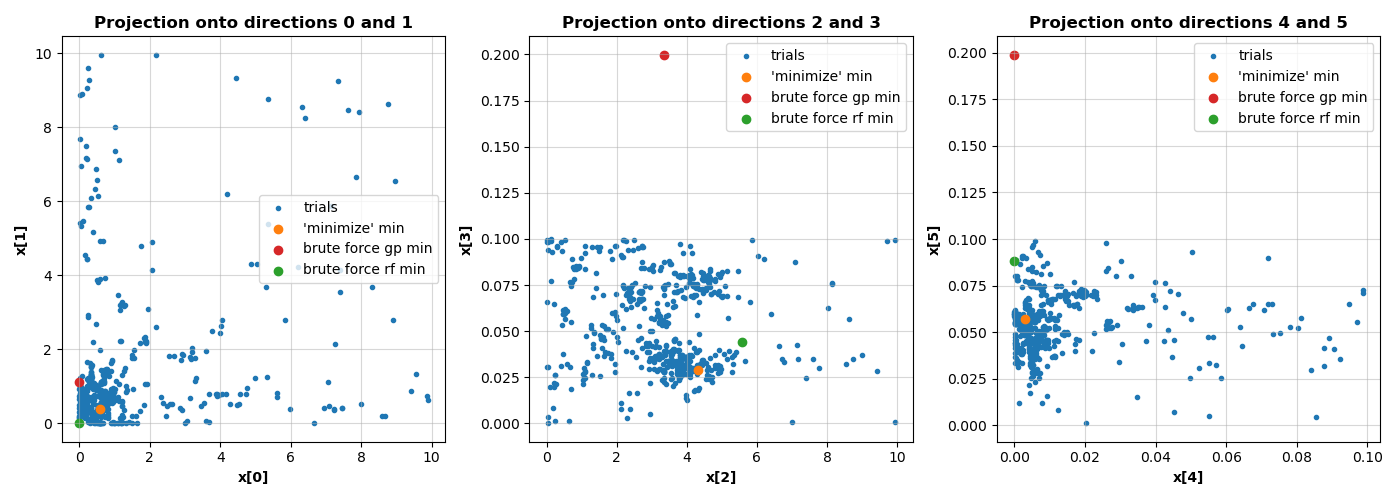 Projection onto directions 0 and 1
10
8
6
4
2
0
x[1]
trials
'minimize' min
brute force gp min
brute force rf min
0
2
4
6
8
10
x[0]
Projection onto directions 2 and 3
0.200
0.175
0.150
0.125
0.100
0.075
0.050
0.025
0.000
x[3]
trials
'minimize' min
brute force gp min
brute force rf min
0
2
4
6
8
10
x[2]
Projection onto directions 4 and 5
0.200
0.175
0.150
0.125
0.100
0.075
0.050
0.025
0.000
x[5]
trials
'minimize' min
brute force gp min
brute force rf min
0.00
0.02
0.04
0.06
0.08
0.10
x[4]